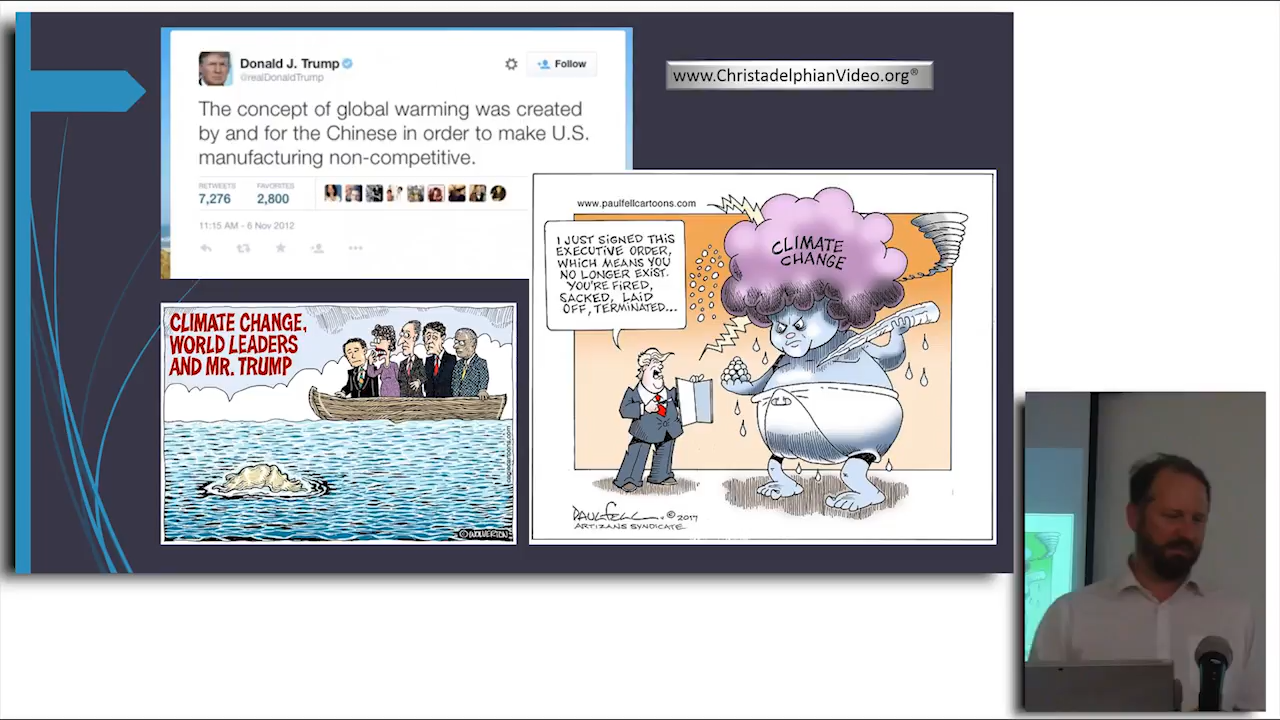 Donald J. Trump
@realDonaldTrump
Follow
The concept of global warming was created
by and for the Chinese in order to make U.S.
manufacturing non-competitive.
RETWEETS
7,276
FAVORITES
2,800
11:15 AM - 6 Nov 2012
www.ChristadelphianVideo.org®
www.paulfellcartoons.com
I JUST SIGNED THIS
EXECUTIVE ORDER,
WHICH MEANS YOU
NO LONGER EXIST.
YOU'RE FIRED,
SACKED, LAID
OFF, TERMINATED...
CLIMATE
CHANGE
PAUL FELL © 2017
ARTIZANS SYNDICATE
CLIMATE CHANGE,
WORLD LEADERS
AND MR. TRUMP
© WOLVERTON